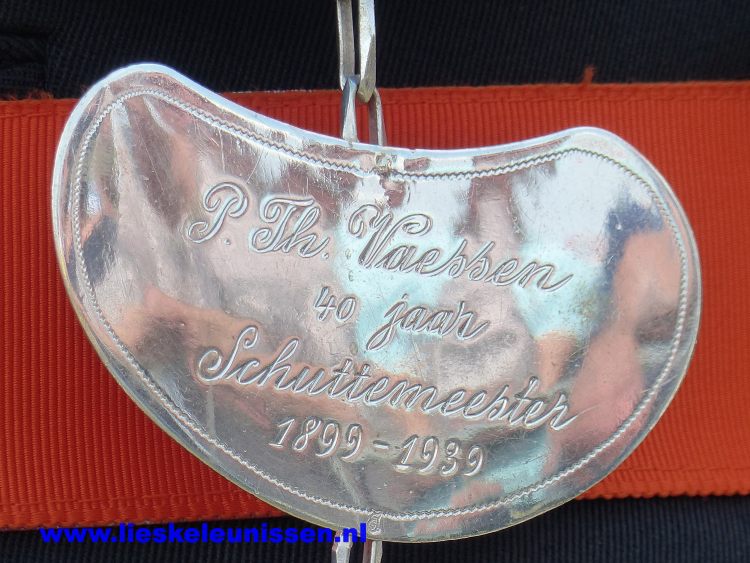 P. Th. Vaessen
40 jaar
Schuttemeester
1899-1939
www.lieskeleunissen.nl